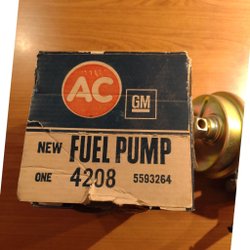 AC
GM
NEW FUEL PUMP
ONE 4208 5593264